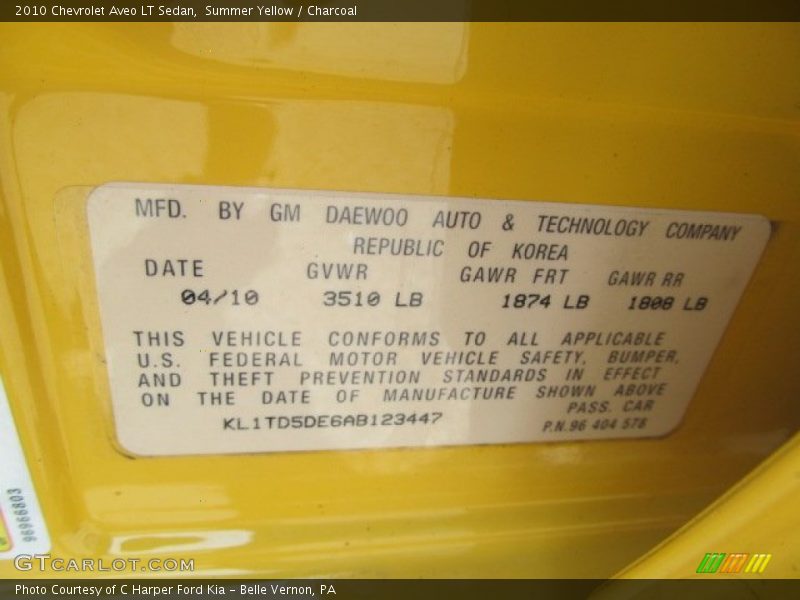 2010 Chevrolet Aveo LT Sedan, Summer Yellow / Charcoal
MFD. BY GM DAEWOO AUTO & TECHNOLOGY COMPANY
REPUBLIC OF KOREA
DATE GVWR GAWR FRT GAWR RR
04/10 3510 LB 1874 LB 1808 LB
THIS VEHICLE CONFORMS TO ALL APPLICABLE
U.S. FEDERAL MOTOR VEHICLE SAFETY, BUMPER,
AND THEFT PREVENTION STANDARDS IN EFFECT
ON THE DATE OF MANUFACTURE SHOWN ABOVE
PASS. CAR
KL1TD5DE6AB123447 P.N.96 404 578
96966803
GTCARLOT.COM
Photo Courtesy of C Harper Ford Kia – Belle Vernon, PA